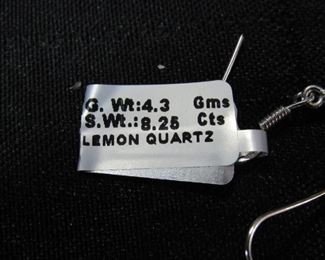 G. Wt:4.3 Gms
S.Wt.:8.25 Cts
LEMON QUARTZ